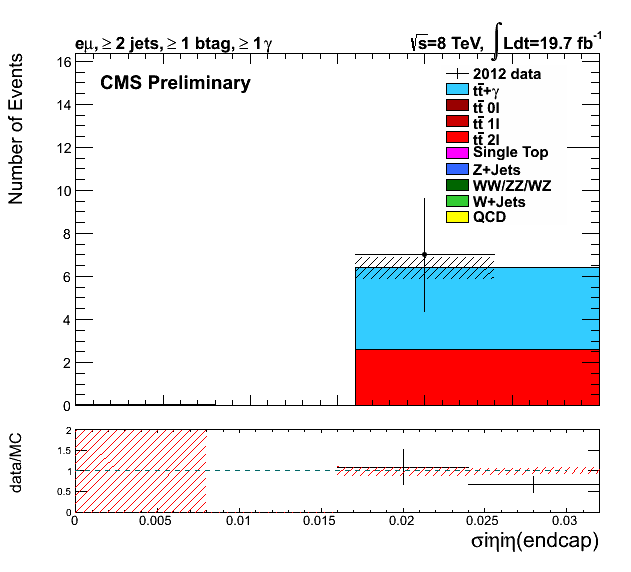 eμ, ≥ 2 jets, ≥ 1 btag, ≥ 1 γ
√s=8 TeV, ∫Ldt=19.7 fb⁻¹
CMS Preliminary
Number of Events
16
14
12
10
8
6
4
2
0
2012 data
tt̄+γ
tt̄ 0l
tt̄ 1l
tt̄ 2l
Single Top
Z+Jets
WW/ZZ/WZ
W+Jets
QCD
data/MC
2
1.5
1
0.5
0
0 0.005 0.01 0.015 0.02 0.025 0.03
σiηiη(endcap)